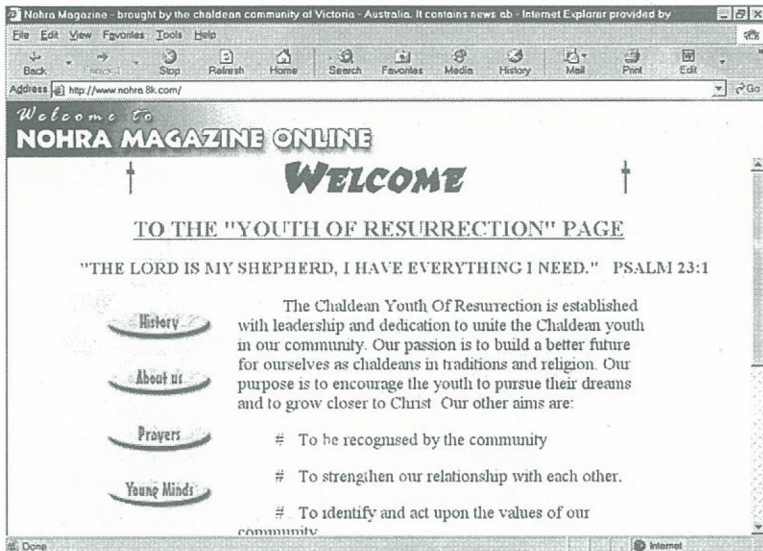 Nohra Magazine - brought by the chaldean community of Victoria - Australia. It contains news ab - Internet Explorer provided by
File Edit View Favorites Tools Help
Back Forward Stop Refresh Home Search Favorites Media History Mail Print Edit
Address http://www.nohra.8k.com/ Go
Welcome to
NOHRA MAGAZINE ONLINE
WELCOME
TO THE "YOUTH OF RESURRECTION" PAGE
"THE LORD IS MY SHEPHERD, I HAVE EVERYTHING I NEED." PSALM 23:1
History
About us
Prayers
Young Minds
The Chaldean Youth Of Resurrection is established
with leadership and dedication to unite the Chaldean youth
in our community. Our passion is to build a better future
for ourselves as chaldeans in traditions and religion. Our
purpose is to encourage the youth to pursue their dreams
and to grow closer to Christ. Our other aims are:
# To be recognised by the community
# To strengthen our relationship with each other.
# To identify and act upon the values of our
community
Done Internet